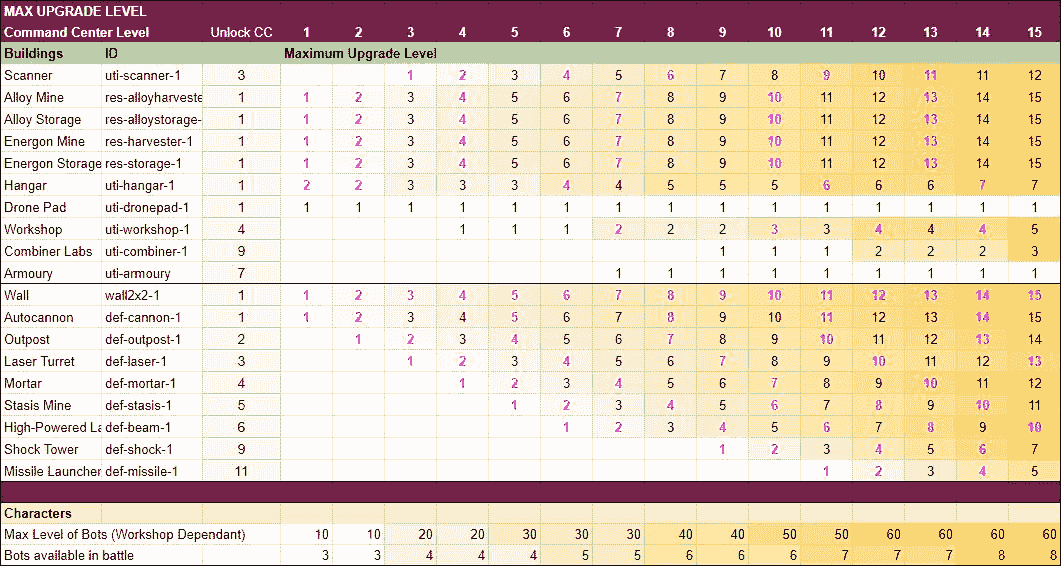 MAX UPGRADE LEVEL
Command Center Level Unlock CC 1 2 3 4 5 6 7 8 9 10 11 12 13 14 15
Buildings ID Maximum Upgrade Level
Scanner uti-scanner-1 3 1 2 3 4 5 6 7 8 9 10 11 11 12
Alloy Mine res-alloyharveste 1 1 2 3 4 5 6 7 8 9 10 11 12 13 14 15
Alloy Storage res-alloystorage- 1 1 2 3 4 5 6 7 8 9 10 11 12 13 14 15
Energon Mine res-harvester-1 1 1 2 3 4 5 6 7 8 9 10 11 12 13 14 15
Energon Storage res-storage-1 1 1 2 3 4 5 6 7 8 9 10 11 12 13 14 15
Hangar uti-hangar-1 1 2 2 3 3 3 4 4 5 5 5 6 6 6 7 7
Drone Pad uti-dronepad-1 1 1 1 1 1 1 1 1 1 1 1 1 1 1 1 1
Workshop uti-workshop-1 4 1 1 1 2 2 2 3 3 4 4 4 5
Combiner Labs uti-combiner-1 9 1 1 1 2 2 2 3
Armoury uti-armoury 7 1 1 1 1 1 1 1 1 1
Wall wall2x2-1 1 1 2 3 4 5 6 7 8 9 10 11 12 13 14 15
Autocannon def-cannon-1 1 1 2 3 4 5 6 7 8 9 10 11 12 13 14 15
Outpost def-outpost-1 2 1 2 3 4 5 6 7 8 9 10 11 12 13 14
Laser Turret def-laser-1 3 1 2 3 4 5 6 7 8 9 10 11 12 13
Mortar def-mortar-1 4 1 2 3 4 5 6 7 8 9 10 11 12
Stasis Mine def-stasis-1 5 1 2 3 4 5 6 7 8 9 10 11
High-Powered La def-beam-1 6 1 2 3 4 5 6 7 8 9 10
Shock Tower def-shock-1 9 1 2 3 4 5 6 7
Missile Launcher def-missile-1 11 1 2 3 4 5
Characters
Max Level of Bots (Workshop Dependant) 10 10 20 20 30 30 30 40 40 50 50 60 60 60 60
Bots available in battle 3 3 4 4 4 5 5 6 6 6 7 7 7 8 8